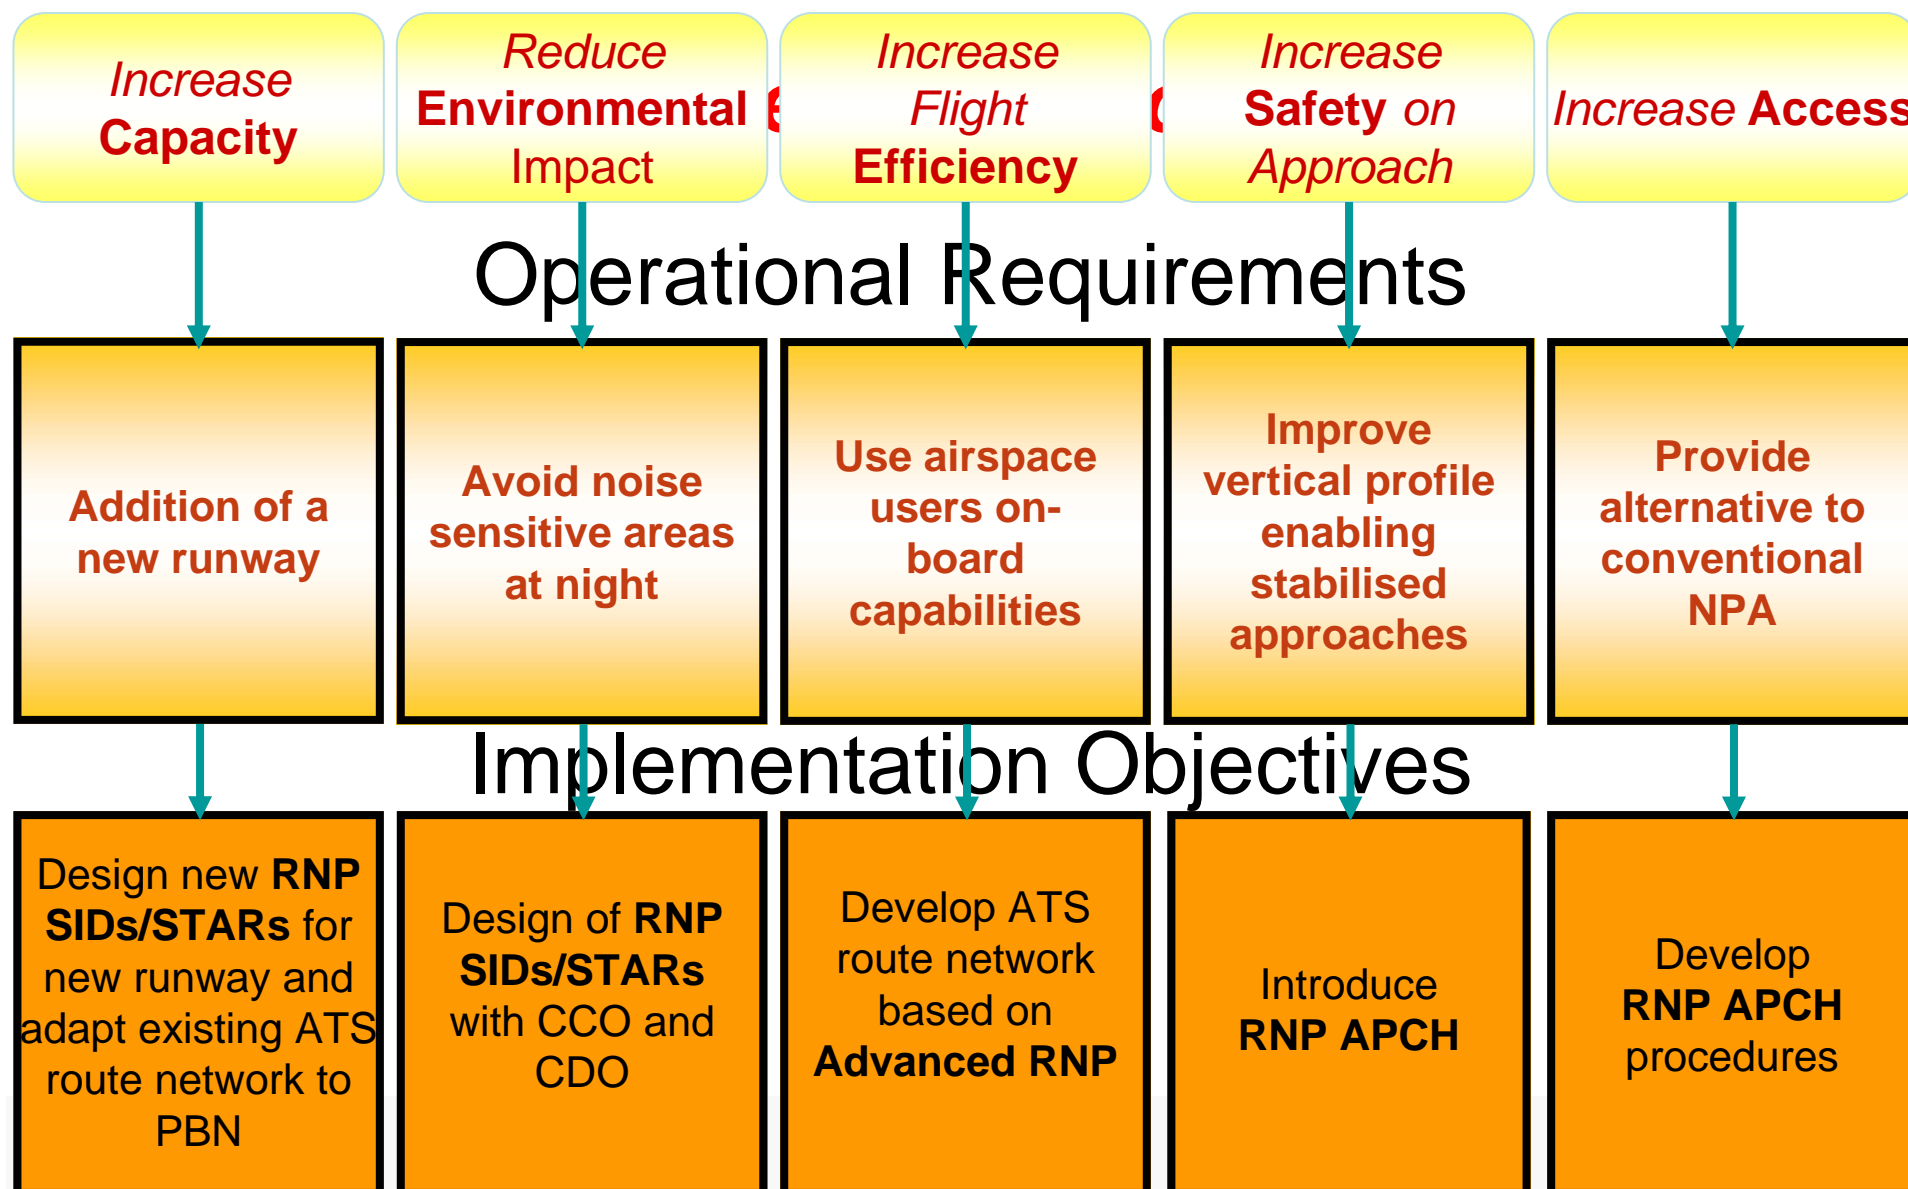 Increase
Capacity
Reduce
Environmental
Impact
Increase
Flight
Efficiency
Increase
Safety on
Approach
Increase Access
Operational Requirements
Addition of a
new runway
Avoid noise
sensitive areas
at night
Use airspace
users on-
board
capabilities
Improve
vertical profile
enabling
stabilised
approaches
Provide
alternative to
conventional
NPA
Implementation Objectives
Design new RNP
SIDs/STARs for
new runway and
adapt existing ATS
route network to
PBN
Design of RNP
SIDs/STARs
with CCO and
CDO
Develop ATS
route network
based on
Advanced RNP
Introduce
RNP APCH
Develop
RNP APCH
procedures